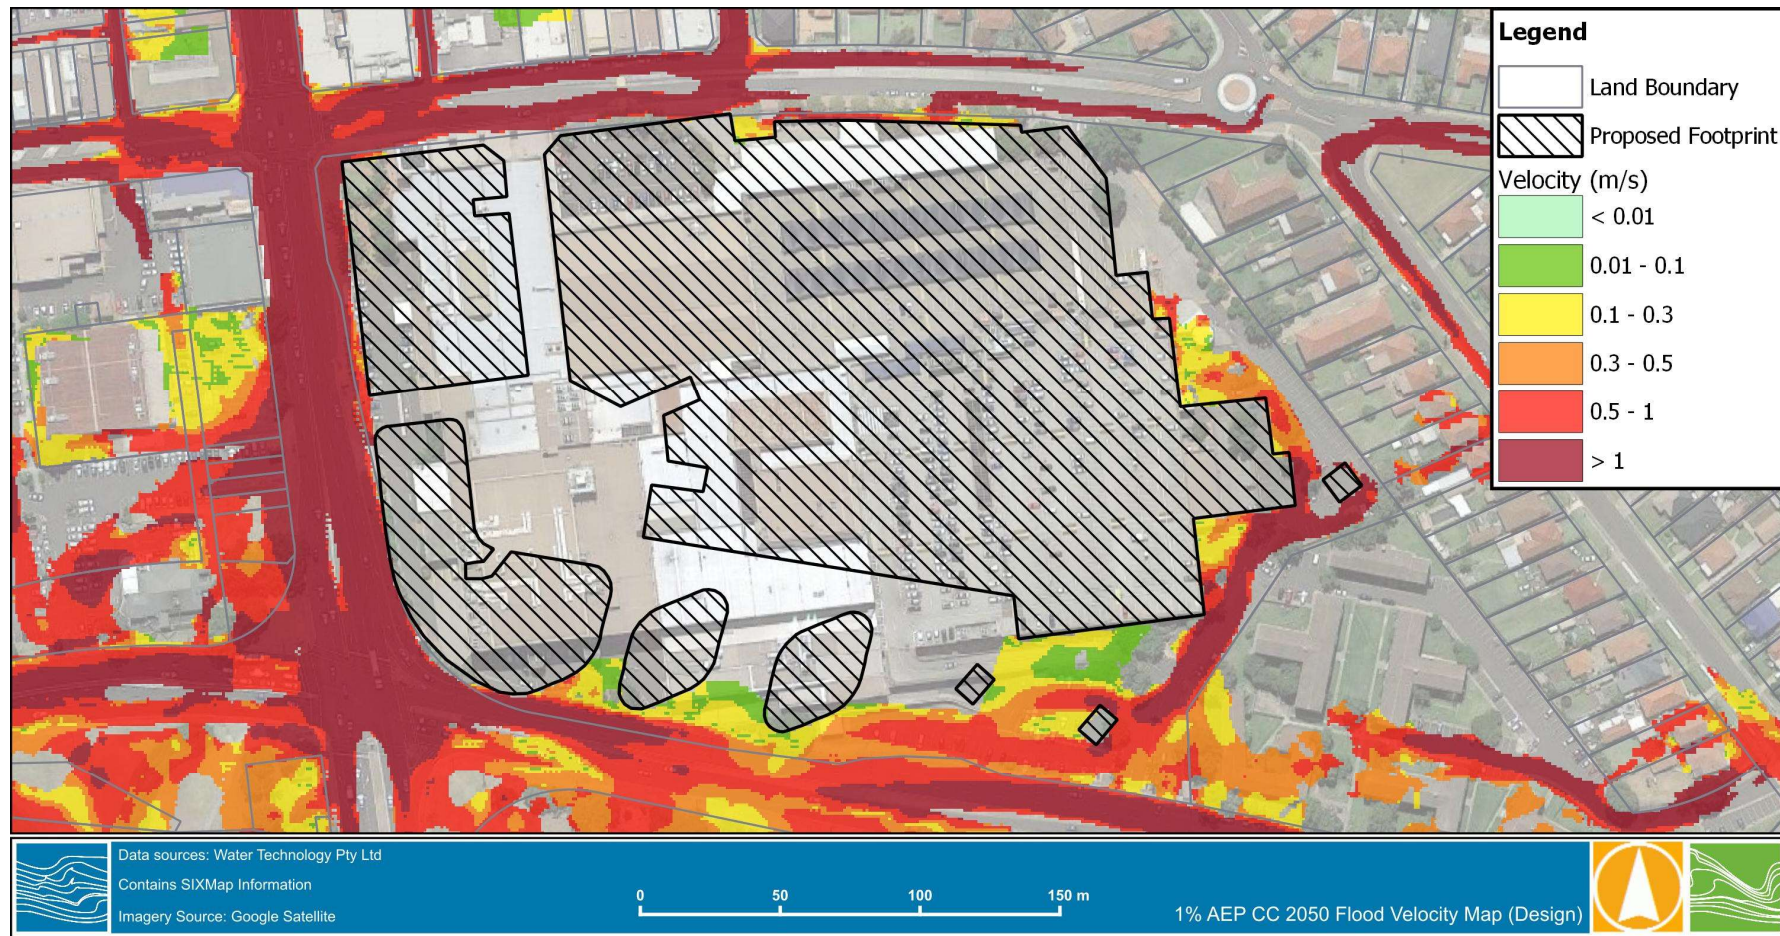 Legend
Land Boundary
Proposed Footprint
Velocity (m/s)
< 0.01
0.01 - 0.1
0.1 - 0.3
0.3 - 0.5
0.5 - 1
> 1
Data sources: Water Technology Pty Ltd
Contains SIXMap Information
Imagery Source: Google Satellite
0 50 100 150 m
1% AEP CC 2050 Flood Velocity Map (Design)